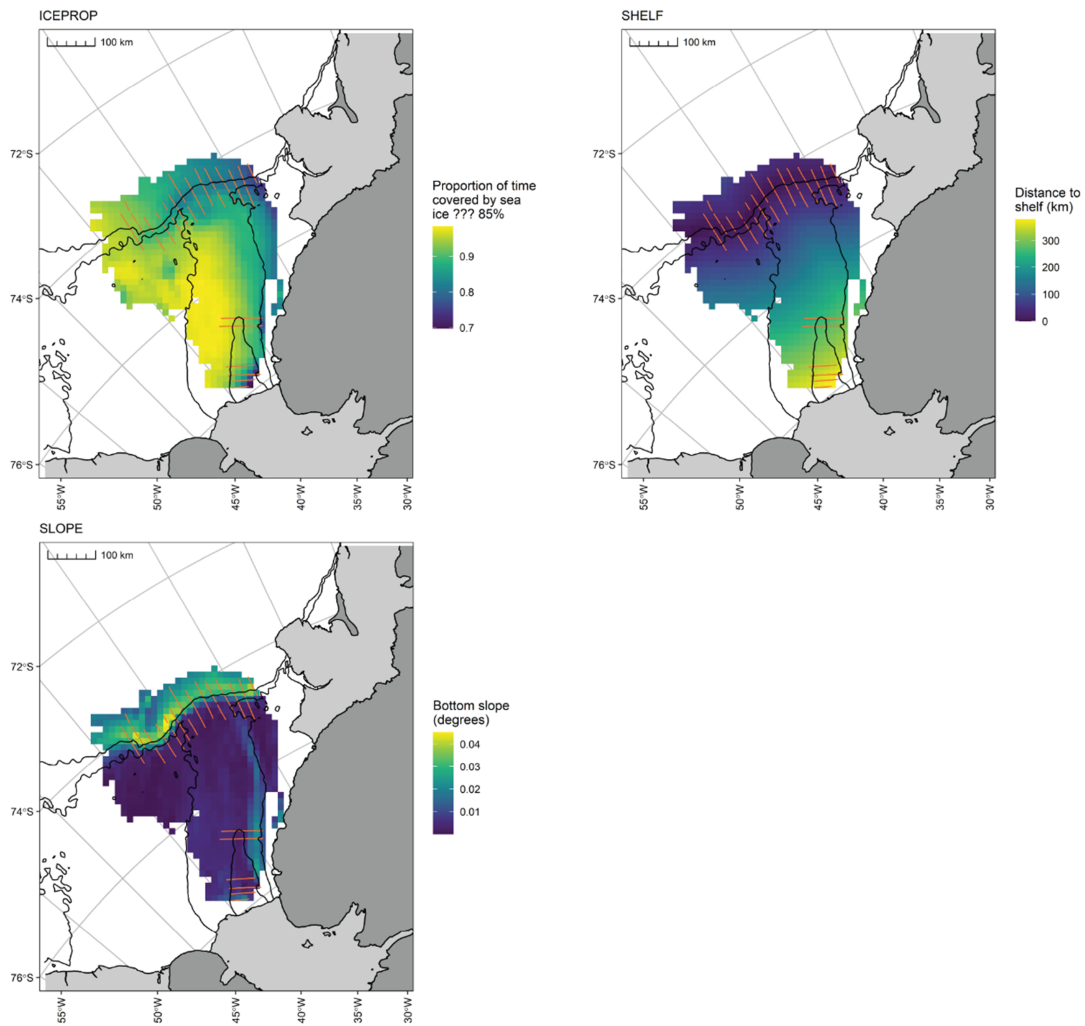 ICEPROP
100 km
72°S
74°S
76°S
55°W
50°W
45°W
40°W
35°W
30°W
Proportion of time
covered by sea
ice ??? 85%
0.9
0.8
0.7
SHELF
100 km
72°S
74°S
76°S
55°W
50°W
45°W
40°W
35°W
30°W
Distance to
shelf (km)
300
200
100
0
SLOPE
100 km
72°S
74°S
76°S
55°W
50°W
45°W
40°W
35°W
30°W
Bottom slope
(degrees)
0.04
0.03
0.02
0.01